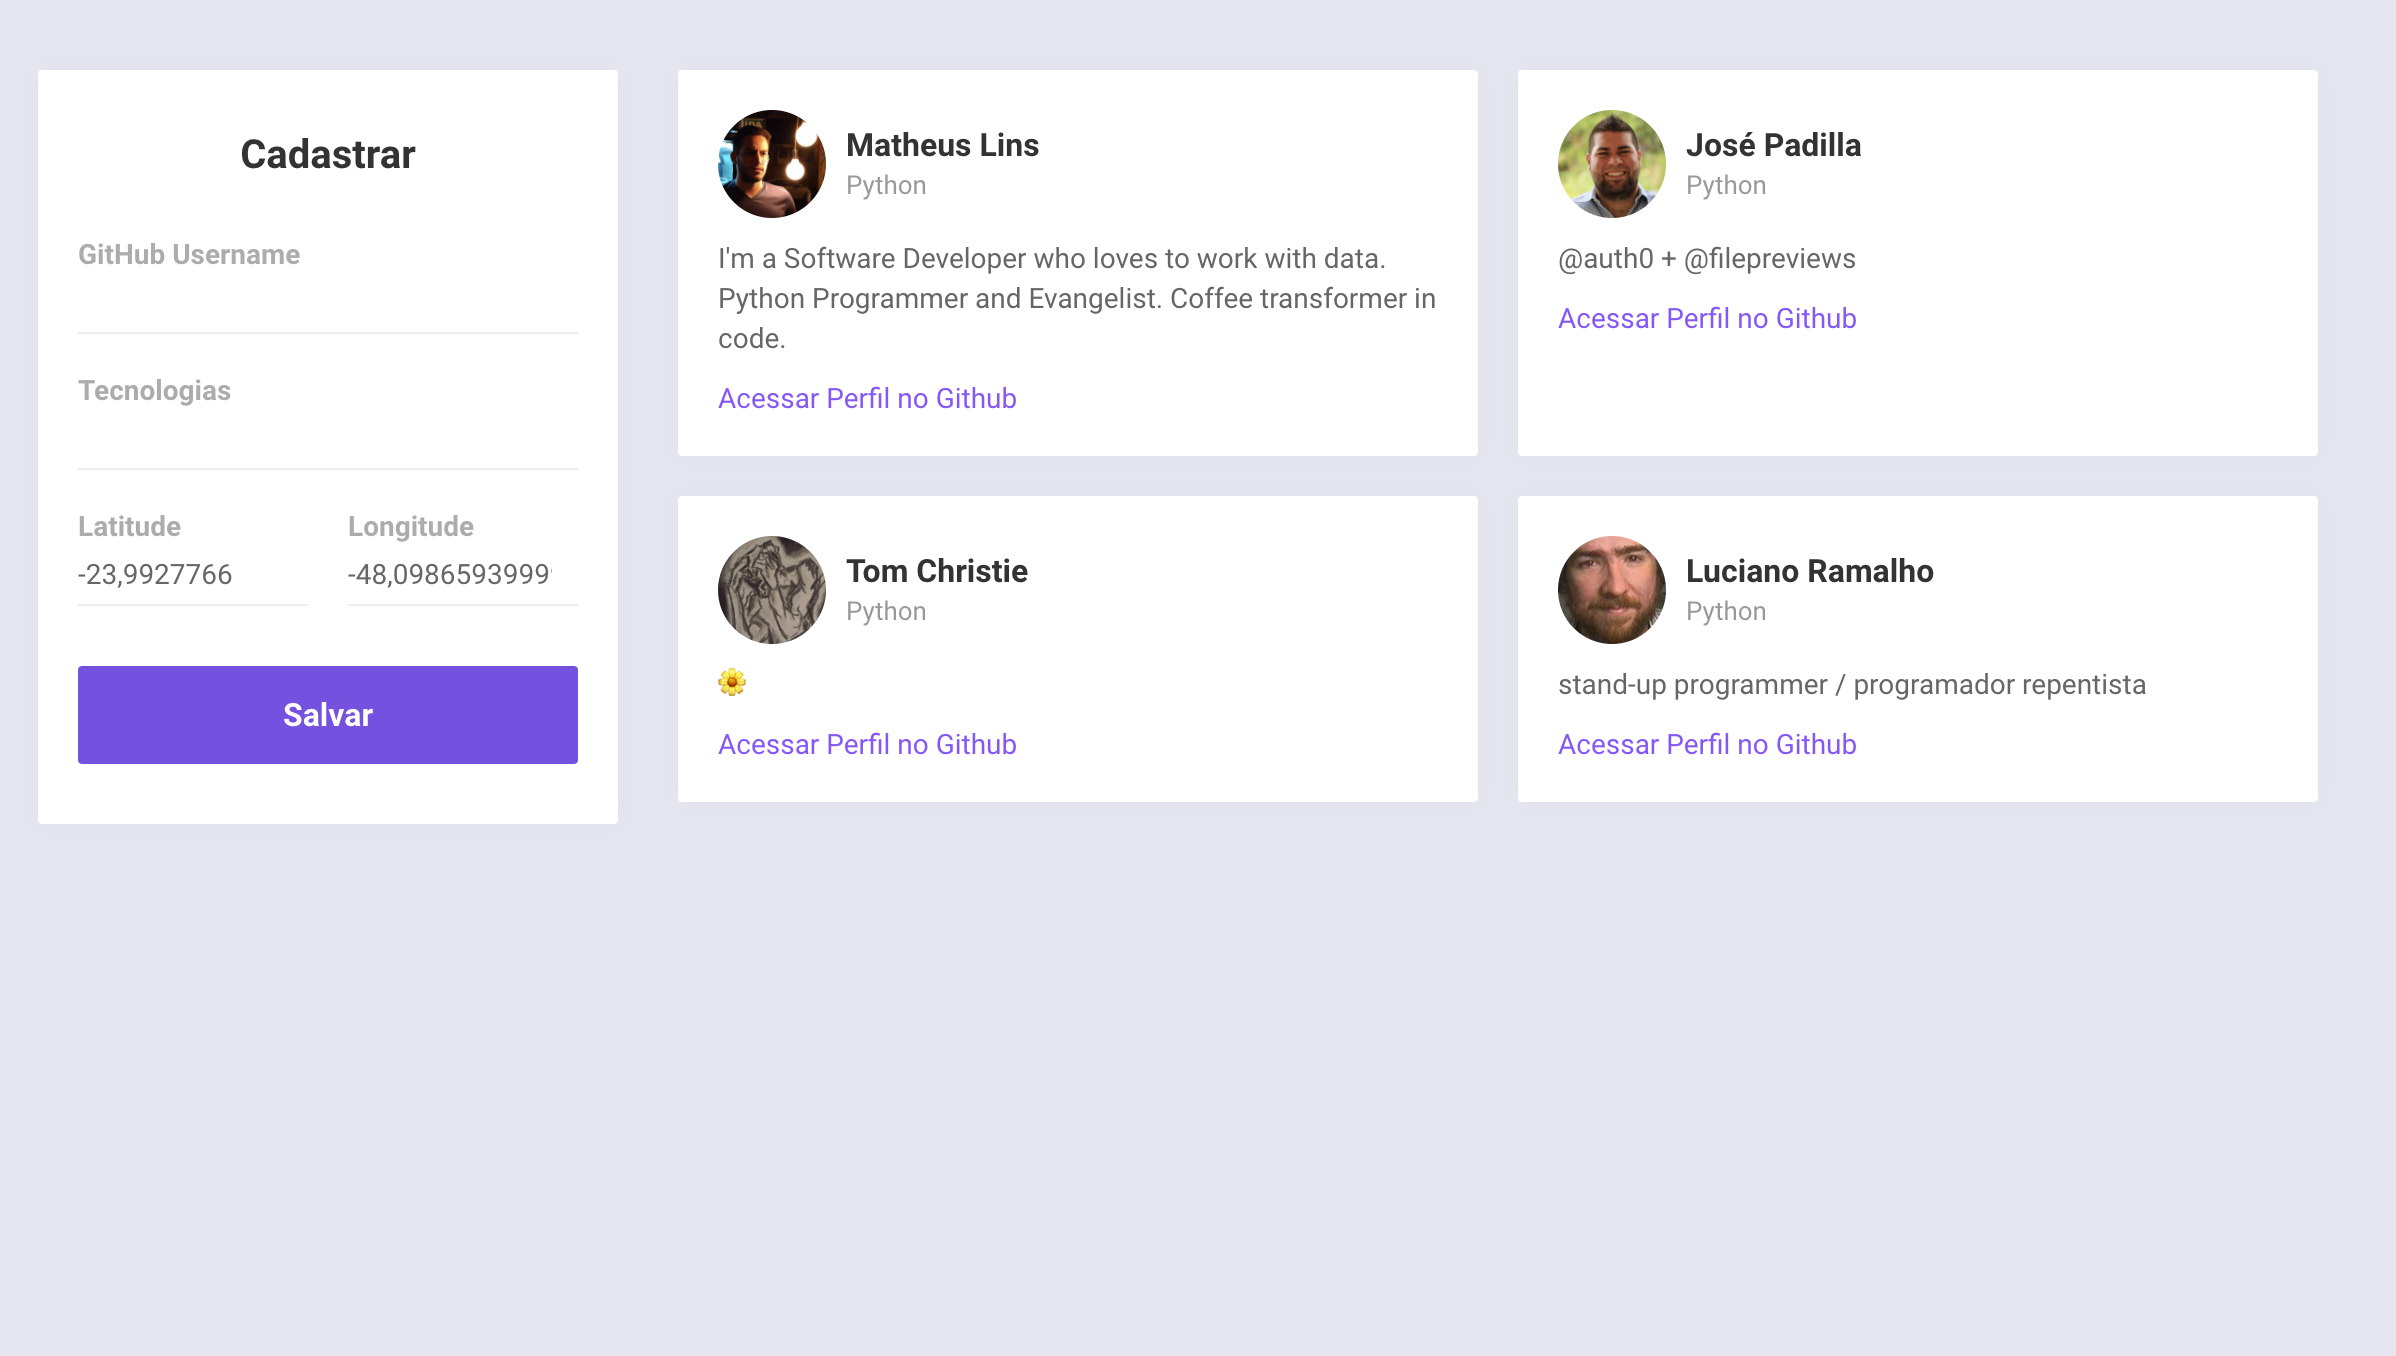 Cadastrar
GitHub Username
Tecnologias
Latitude
Longitude
-23,9927766
-48,0986593999
Salvar
Matheus Lins
Python
I'm a Software Developer who loves to work with data.
Python Programmer and Evangelist. Coffee transformer in
code.
Acessar Perfil no Github
José Padilla
Python
@auth0 + @filepreviews
Acessar Perfil no Github
Tom Christie
Python
🌼
Acessar Perfil no Github
Luciano Ramalho
Python
stand-up programmer / programador repentista
Acessar Perfil no Github